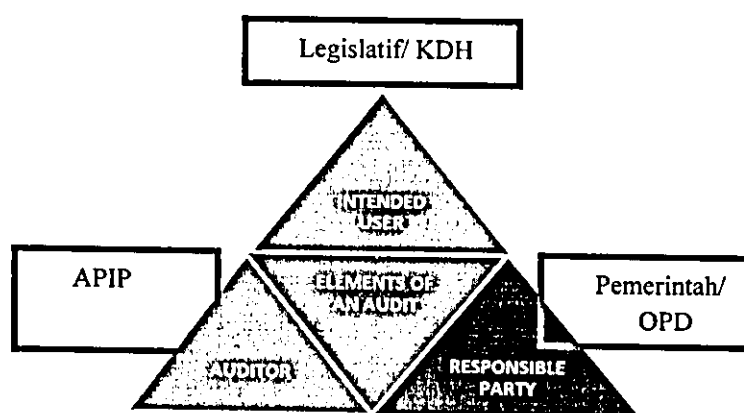 Legislatif/ KDH
INTENDED
USER
APIP
ELEMENTS OF
AN AUDIT
Pemerintah/
OPD
AUDITOR
RESPONSIBLE
PARTY